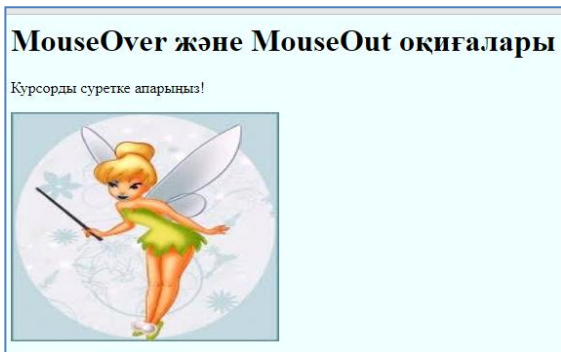 MouseOver және MouseOut оқиғалары
Курсорды суретке апарыңыз!